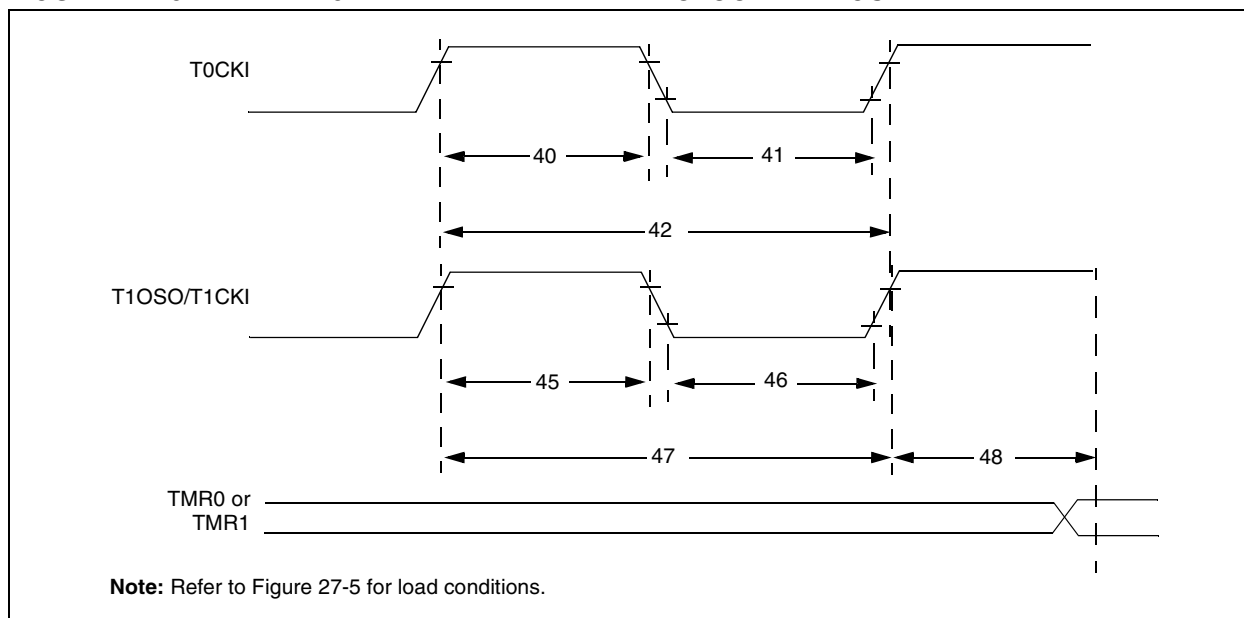 T0CKI
40
41
42
T1OSO/T1CKI
45
46
47
48
TMR0 or
TMR1
Note: Refer to Figure 27-5 for load conditions.